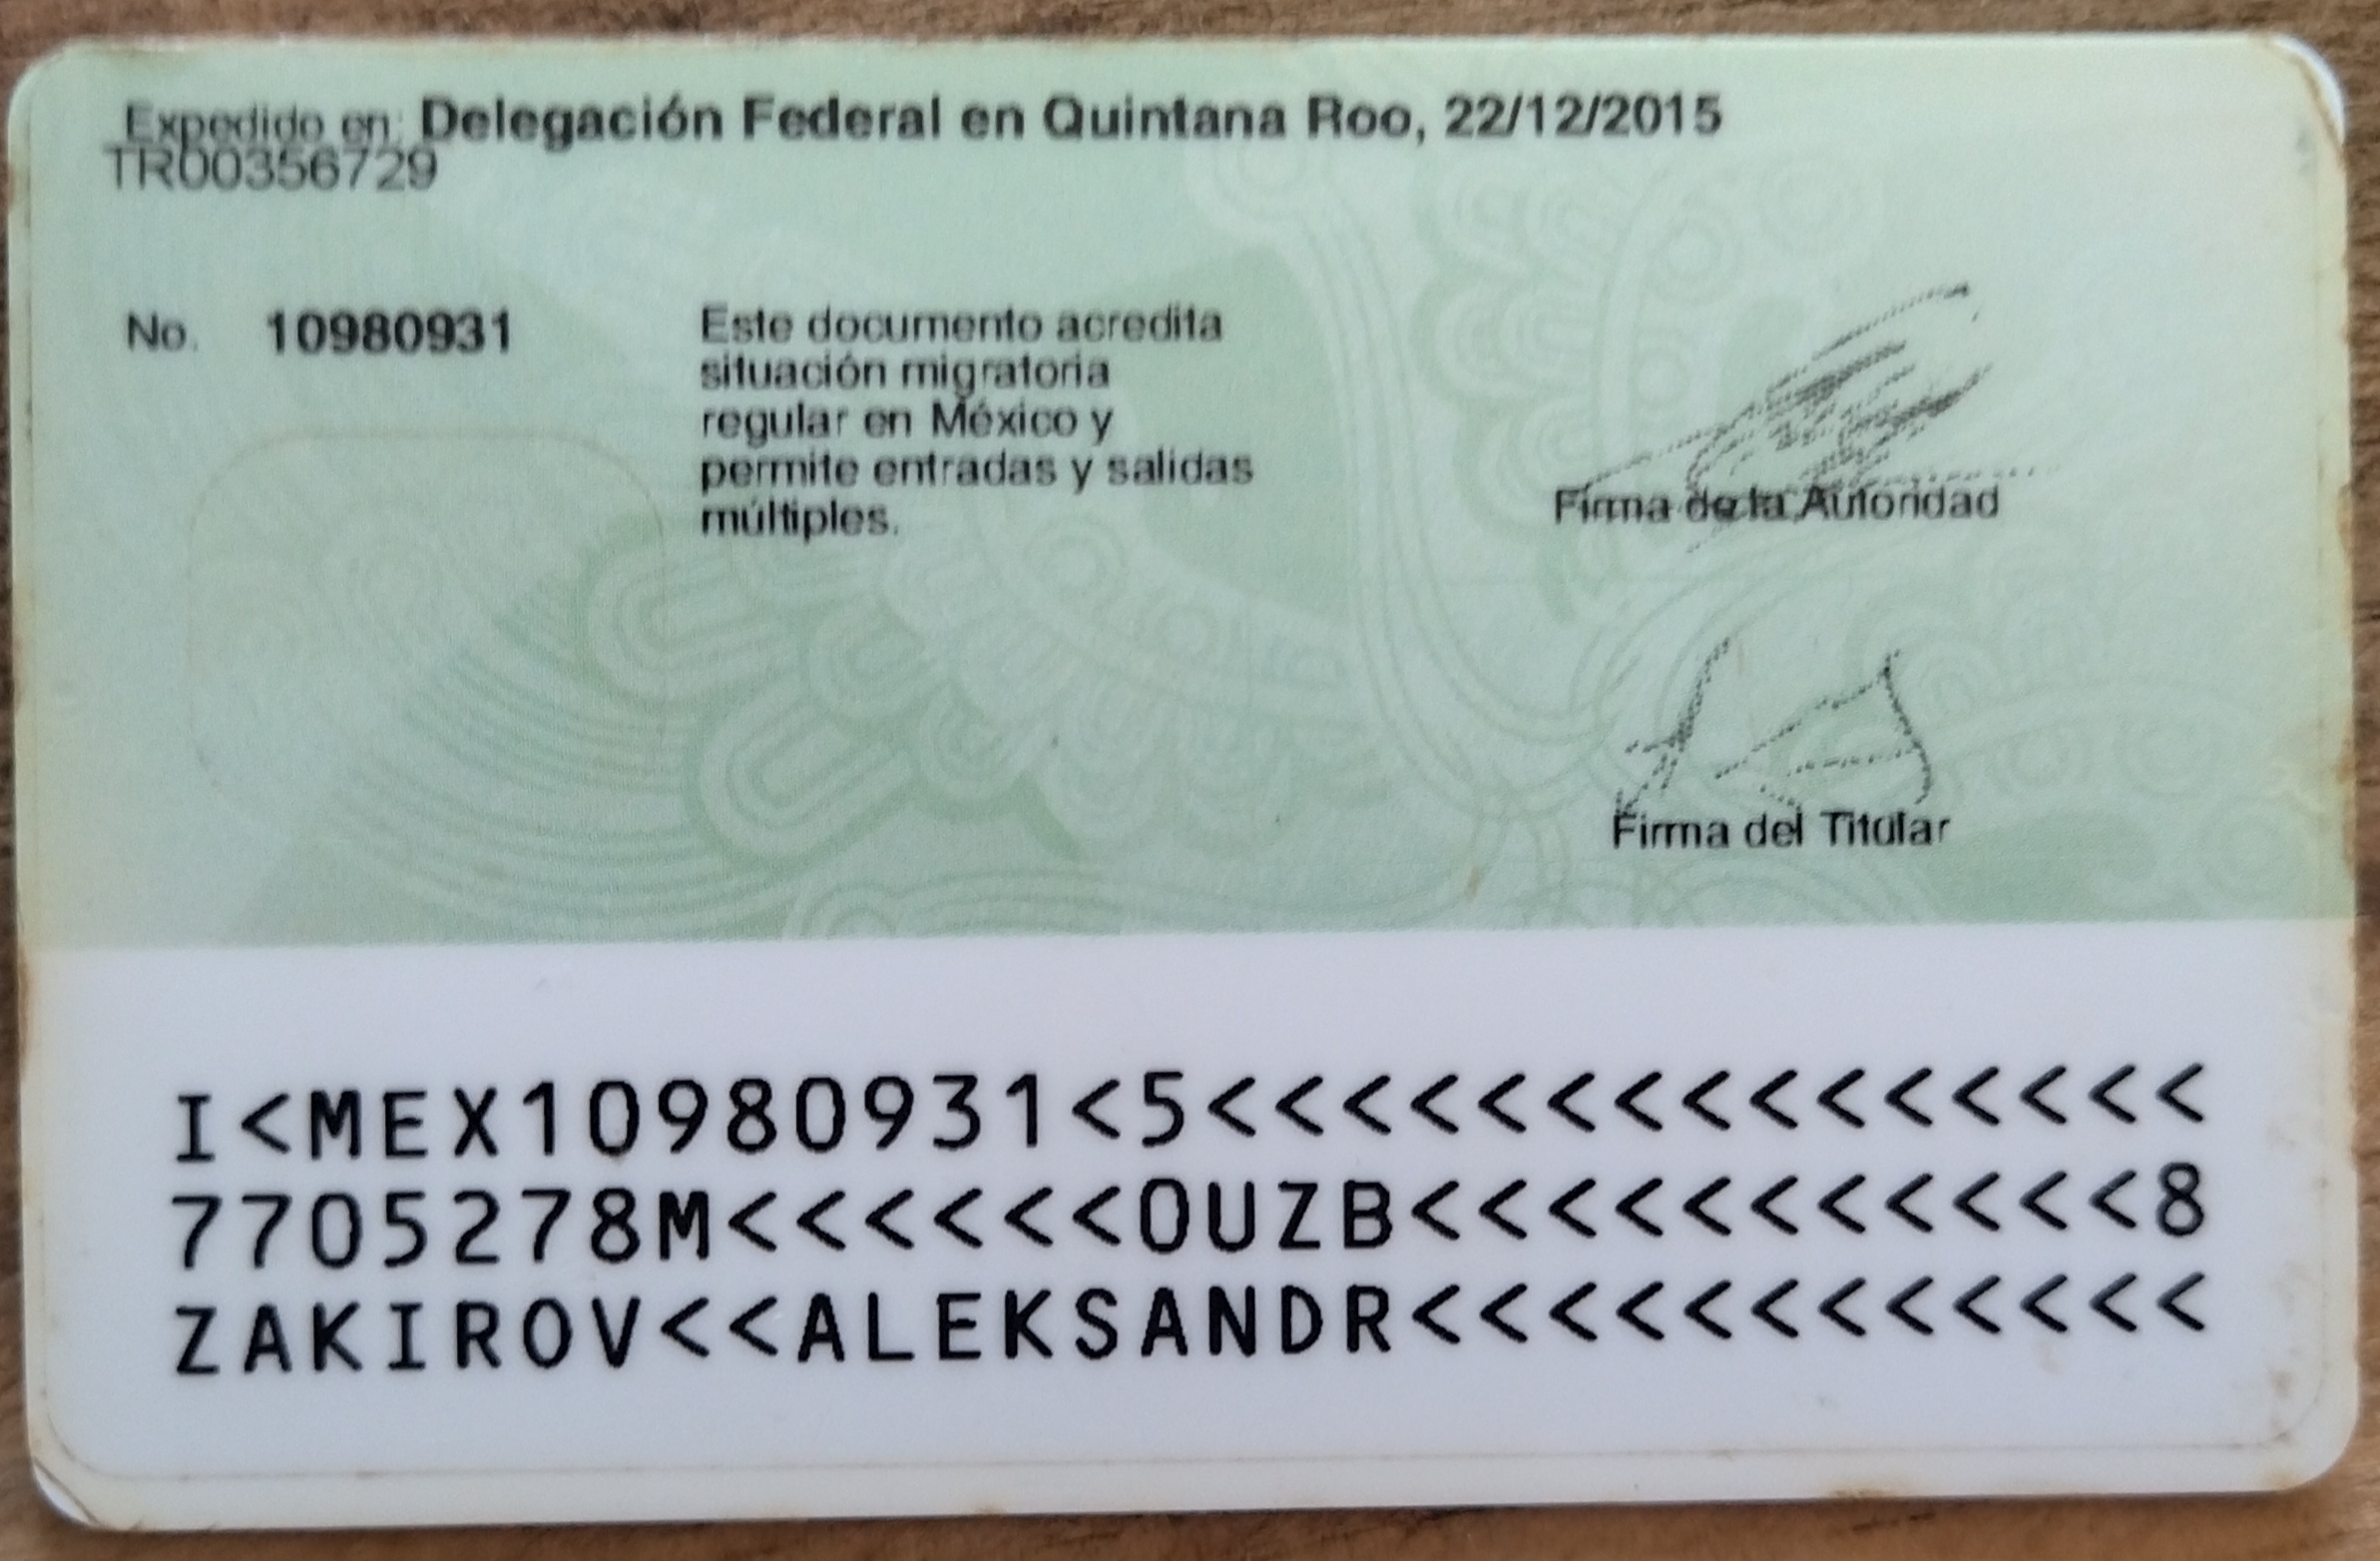 Expedido en: Delegación Federal en Quintana Roo, 22/12/2015
TR00356729
No. 10980931
Este documento acredita
situación migratoria
regular en México y
permite entradas y salidas
múltiples.
Firma de la Autoridad
Firma del Titular
I<MEX10980931<5<<<<<<<<<<<<<<<
7705278M<<<<<<0UZB<<<<<<<<<<<8
ZAKIROV<<ALEKSANDR<<<<<<<<<<<<